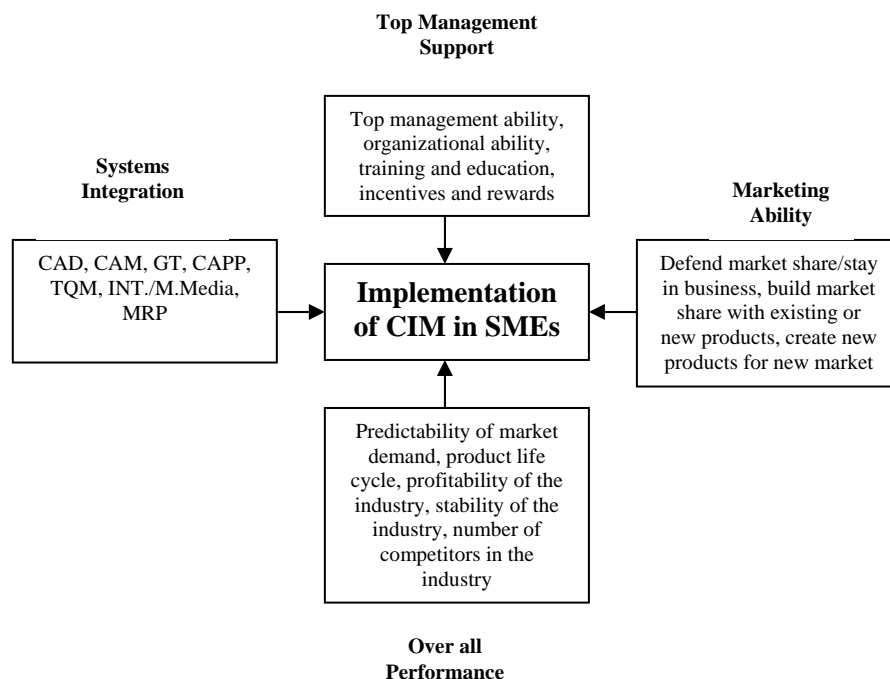 Top Management
Support
Top management ability,
organizational ability,
training and education,
incentives and rewards
Systems
Integration
CAD, CAM, GT, CAPP,
TQM, INT./M.Media,
MRP
Implementation
of CIM in SMEs
Marketing
Ability
Defend market share/stay
in business, build market
share with existing or
new products, create new
products for new market
Predictability of market
demand, product life
cycle, profitability of the
industry, stability of the
industry, number of
competitors in the
industry
Over all
Performance